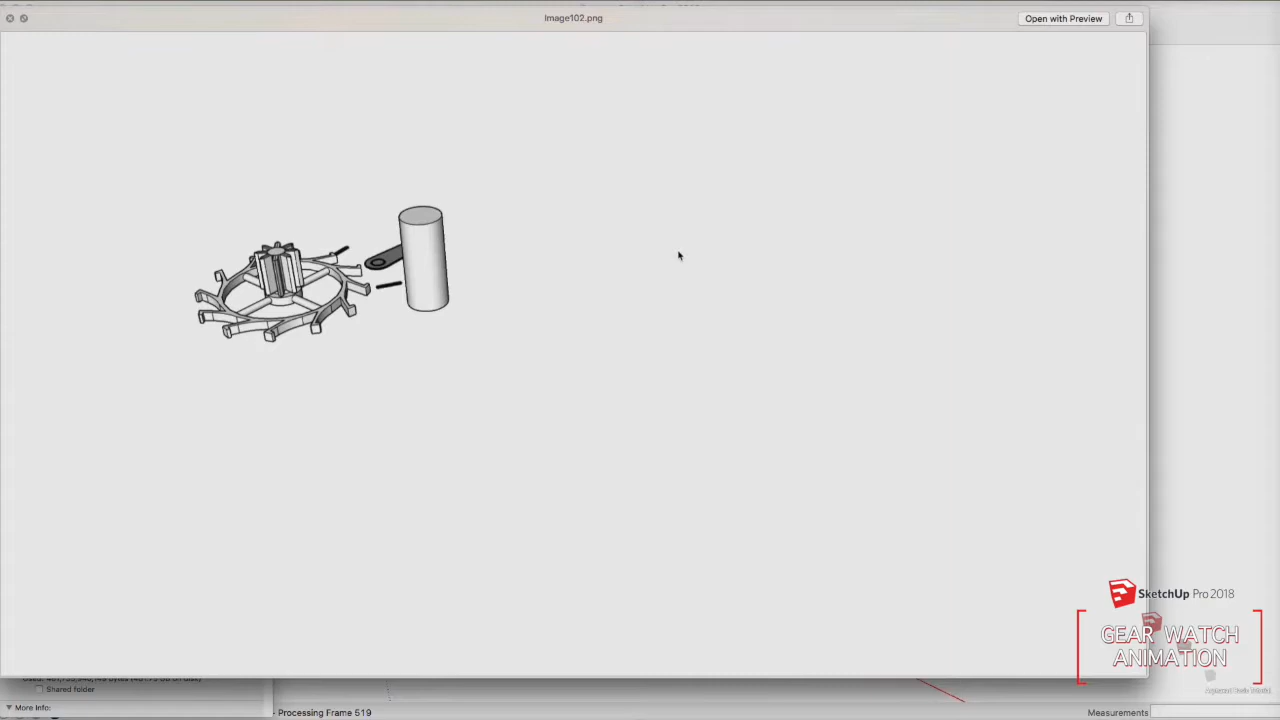 Image102.png
Open with Preview
SketchUp Pro 2018
GEAR WATCH
ANIMATION
Shared folder
More Info:
Processing Frame 519
Measurements